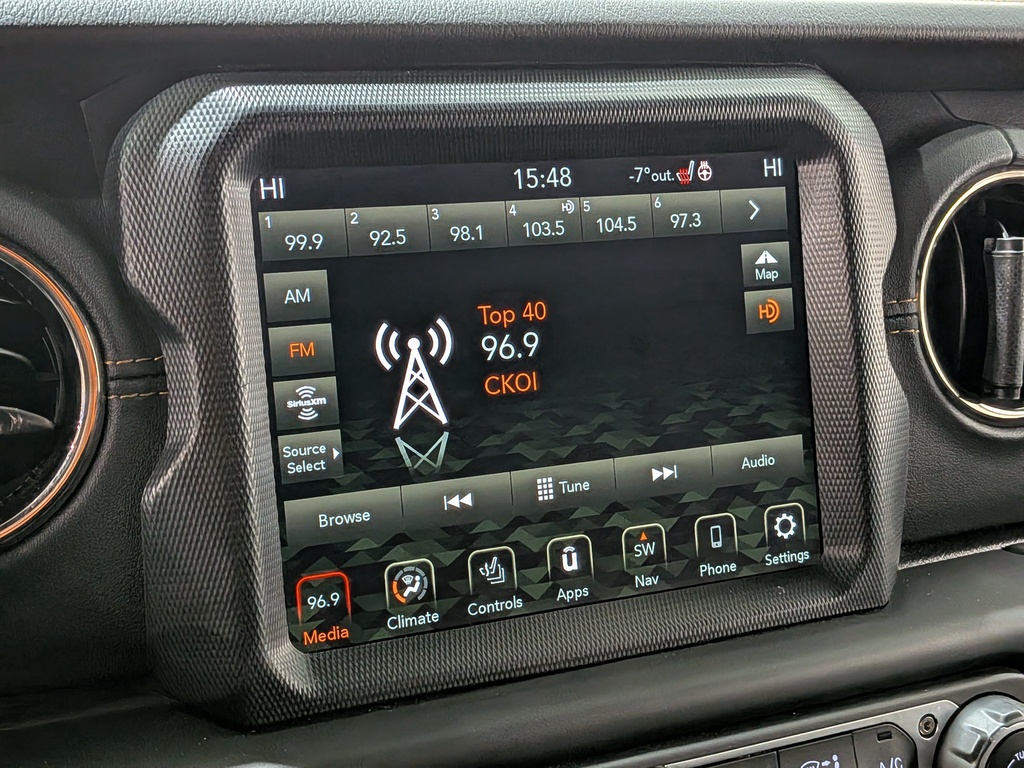 HI 15:48 -7°out. HI
1 99.9 2 92.5 3 98.1 4 HD 103.5 5 104.5 6 97.3
AM
FM
SiriusXM
Source
Select
Map
HD
Top 40
96.9
CKOI
Browse Tune Audio
96.9 SW
Media Climate Controls Apps Nav Phone Settings
A/C